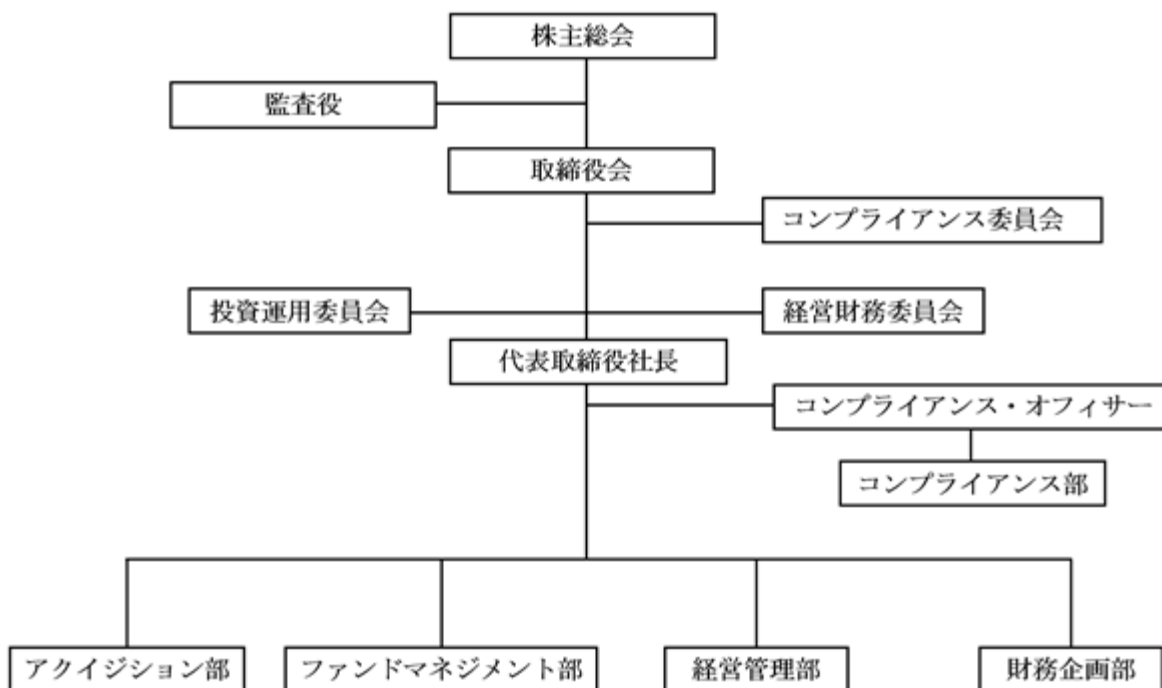 株主総会
監査役
取締役会
コンプライアンス委員会
投資運用委員会
経営財務委員会
代表取締役社長
コンプライアンス・オフィサー
コンプライアンス部
アクイジション部
ファンドマネジメント部
経営管理部
財務企画部